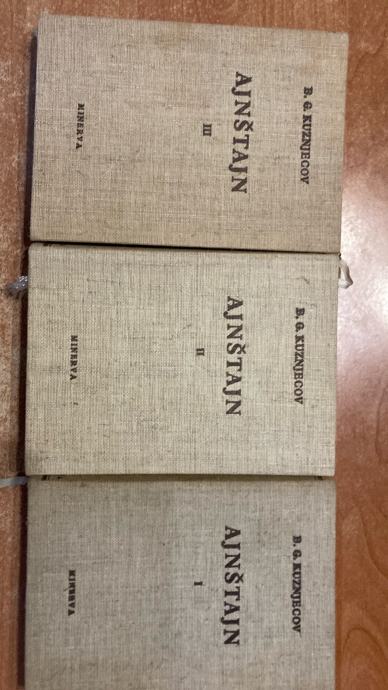 B. G. KUZNJECOV
AJNŠTAJN
III
MINERVA
B. G. KUZNJECOV
AJNŠTAJN
II
MINERVA
B. G. KUZNJECOV
AJNŠTAJN
I
MINERVA